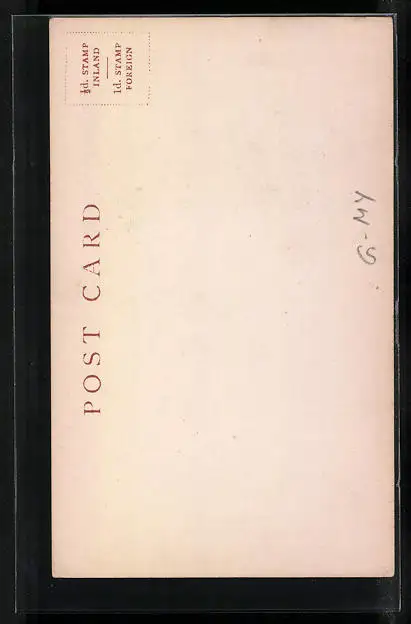 ½d. STAMP
INLAND
1d. STAMP
FOREIGN
POST CARD
G-MY